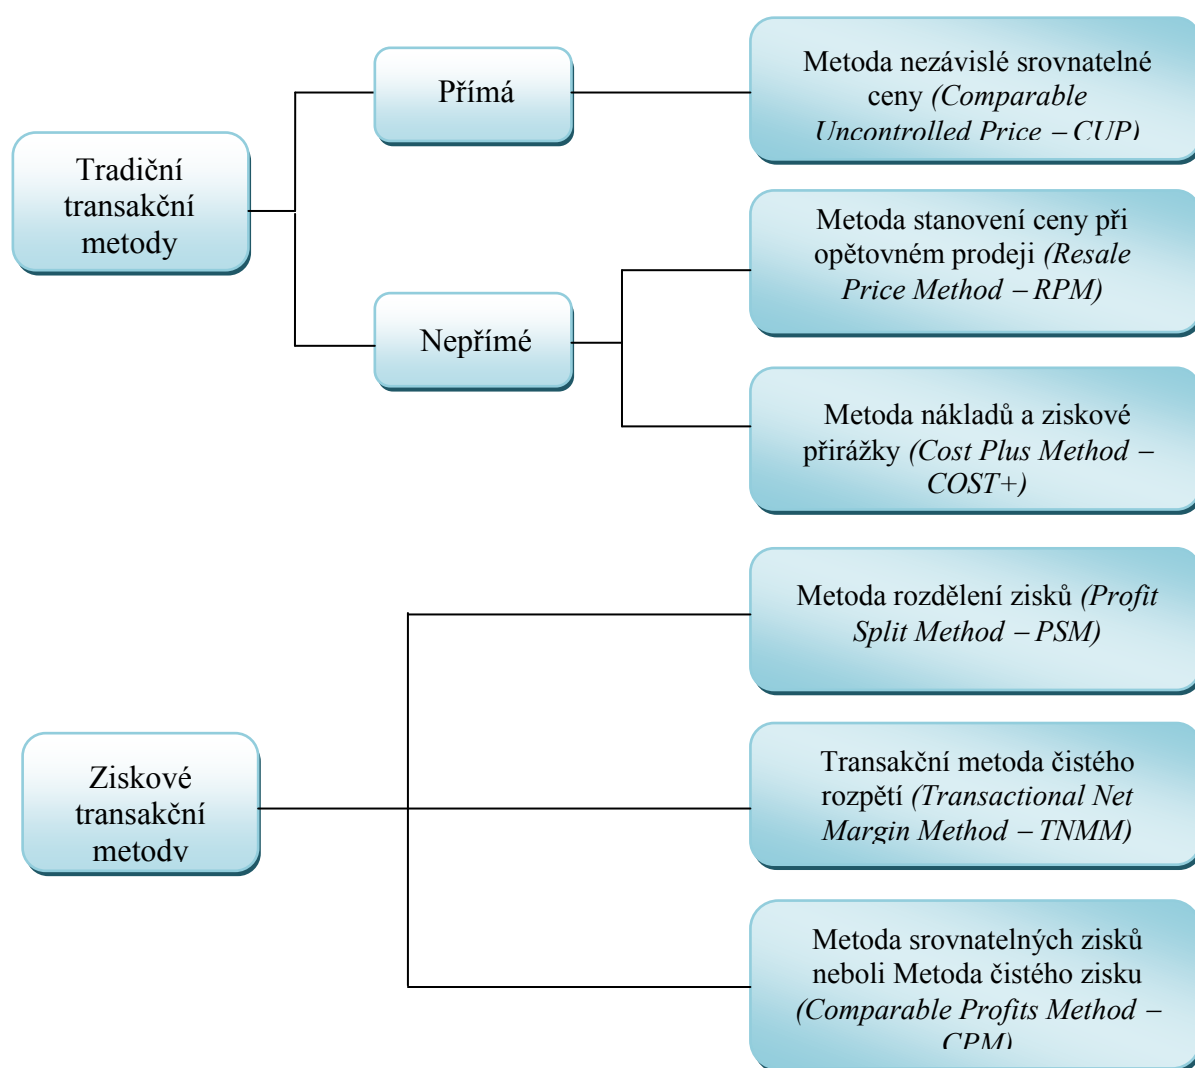 Tradiční
transakční
metody
Přímá
Metoda nezávislé srovnatelné
ceny (Comparable
Uncontrolled Price – CUP)
Nepřímé
Metoda stanovení ceny při
opětovném prodeji (Resale
Price Method – RPM)
Metoda nákladů a ziskové
přirážky (Cost Plus Method –
COST+)
Ziskové
transakční
metody
Metoda rozdělení zisků (Profit
Split Method – PSM)
Transakční metoda čistého
rozpětí (Transactional Net
Margin Method – TNMM)
Metoda srovnatelných zisků
neboli Metoda čistého zisku
(Comparable Profits Method –
CPM)